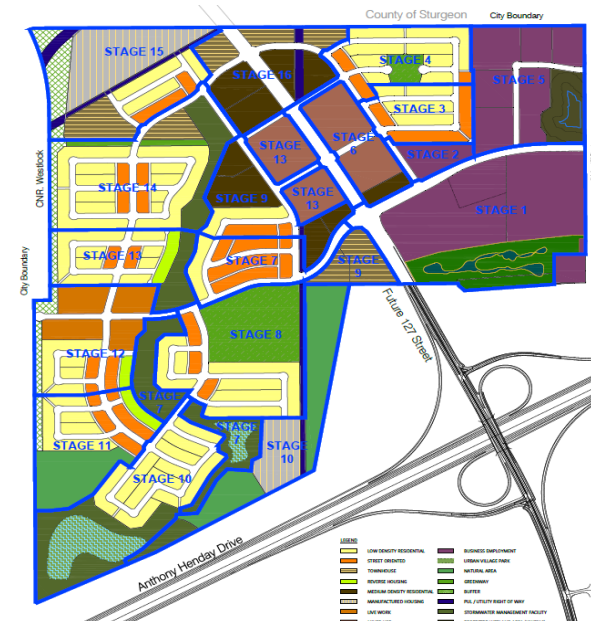 County of Sturgeon
City Boundary
STAGE 15
STAGE 16
STAGE 4
STAGE 5
STAGE 3
STAGE 6
STAGE 13
STAGE 2
CNR. Westlock
STAGE 14
STAGE 9
STAGE 13
STAGE 1
City Boundary
STAGE 13
STAGE 7
STAGE 9
Future 127 Street
STAGE 8
STAGE 12
STAGE 7
STAGE 11
STAGE 10
STAGE 7
STAGE 10
Anthony Henday Drive
LEGEND
LOW DENSITY RESIDENTIAL
STREET ORIENTED
TOWNHOUSE
REVERSE HOUSING
MEDIUM DENSITY RESIDENTIAL
MANUFACTURED HOUSING
LIVE WORK
BUSINESS EMPLOYMENT
URBAN VILLAGE PARK
NATURAL AREA
GREENWAY
BUFFER
PUL / UTILITY RIGHT OF WAY
STORMWATER MANAGEMENT FACILITY